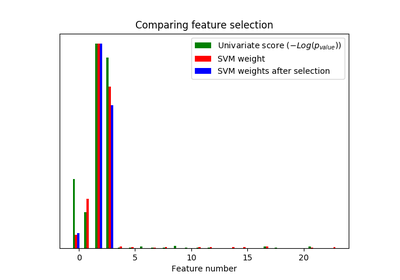 Comparing feature selection
Univariate score (−Log(p_value))
SVM weight
SVM weights after selection
0 5 10 15 20
Feature number